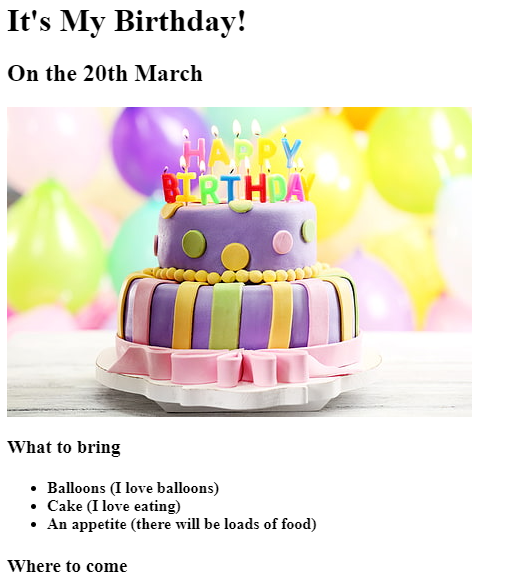 It's My Birthday!
On the 20th March
HAPPY
BIRTHDAY
What to bring
Balloons (I love balloons)
Cake (I love eating)
An appetite (there will be loads of food)
Where to come